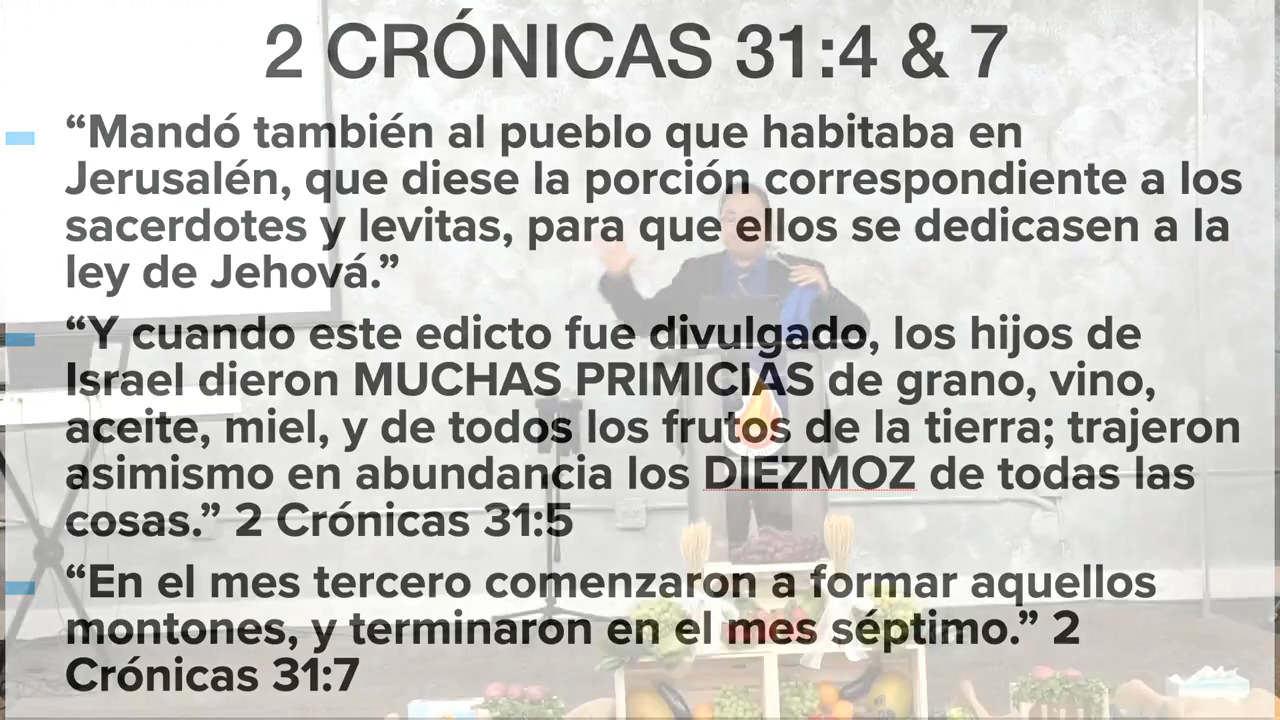 2 CRÓNICAS 31:4 & 7
“Mandó también al pueblo que habitaba en
Jerusalén, que diese la porción correspondiente a los
sacerdotes y levitas, para que ellos se dedicasen a la
ley de Jehová.”
“Y cuando este edicto fue divulgado, los hijos de
Israel dieron MUCHAS PRIMICIAS de grano, vino,
aceite, miel, y de todos los frutos de la tierra; trajeron
asimismo en abundancia los DIEZMOZ de todas las
cosas.” 2 Crónicas 31:5
“En el mes tercero comenzaron a formar aquellos
montones, y terminaron en el mes séptimo.” 2
Crónicas 31:7